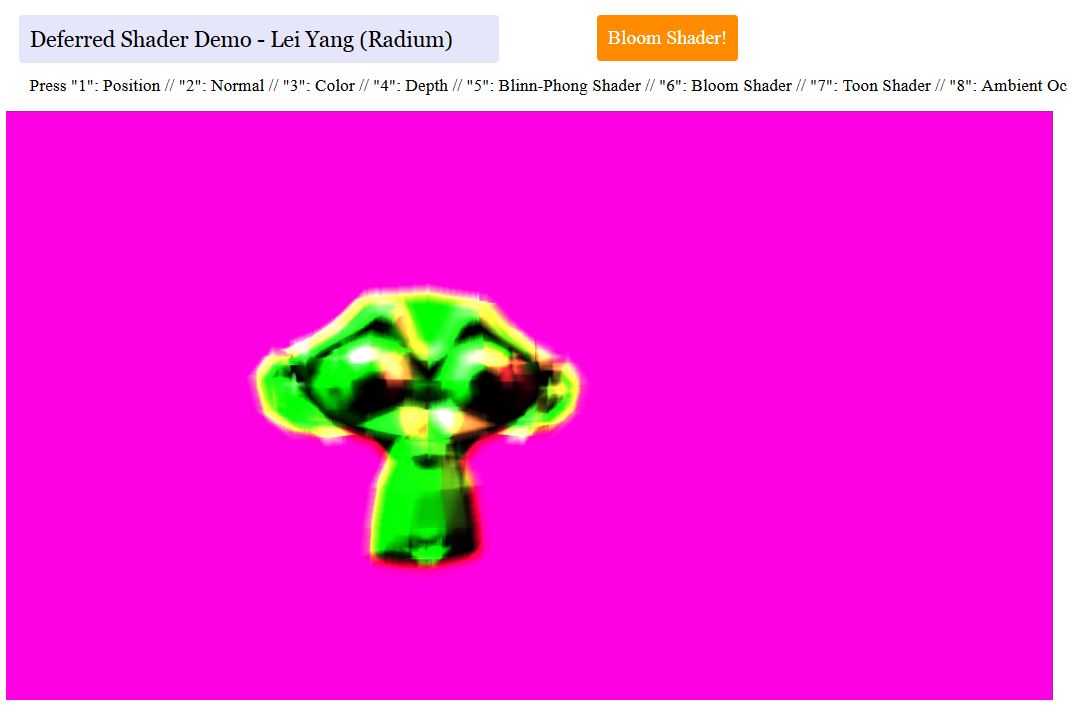 Deferred Shader Demo - Lei Yang (Radium)
Bloom Shader!
Press "1": Position // "2": Normal // "3": Color // "4": Depth // "5": Blinn-Phong Shader // "6": Bloom Shader // "7": Toon Shader // "8": Ambient Oc